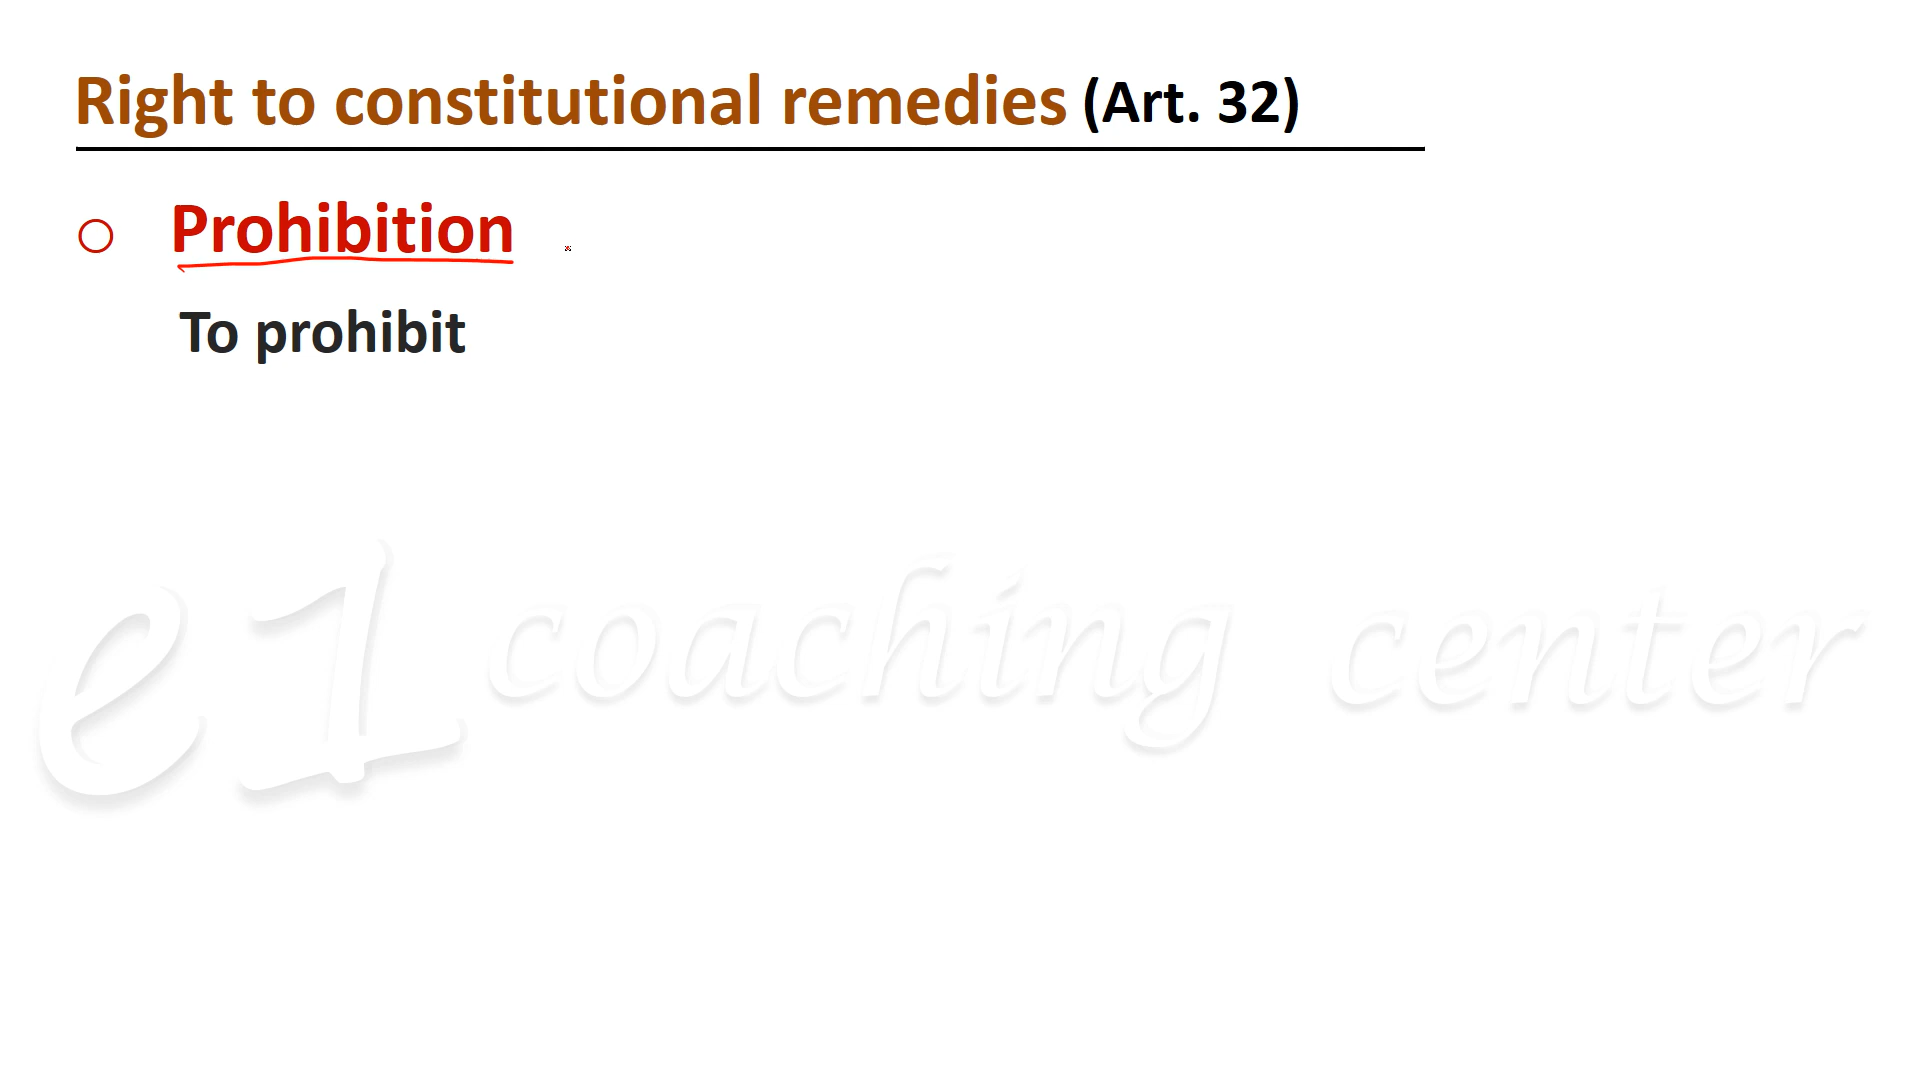 Right to constitutional remedies (Art. 32)
○ Prohibition
To prohibit
e1 coaching center